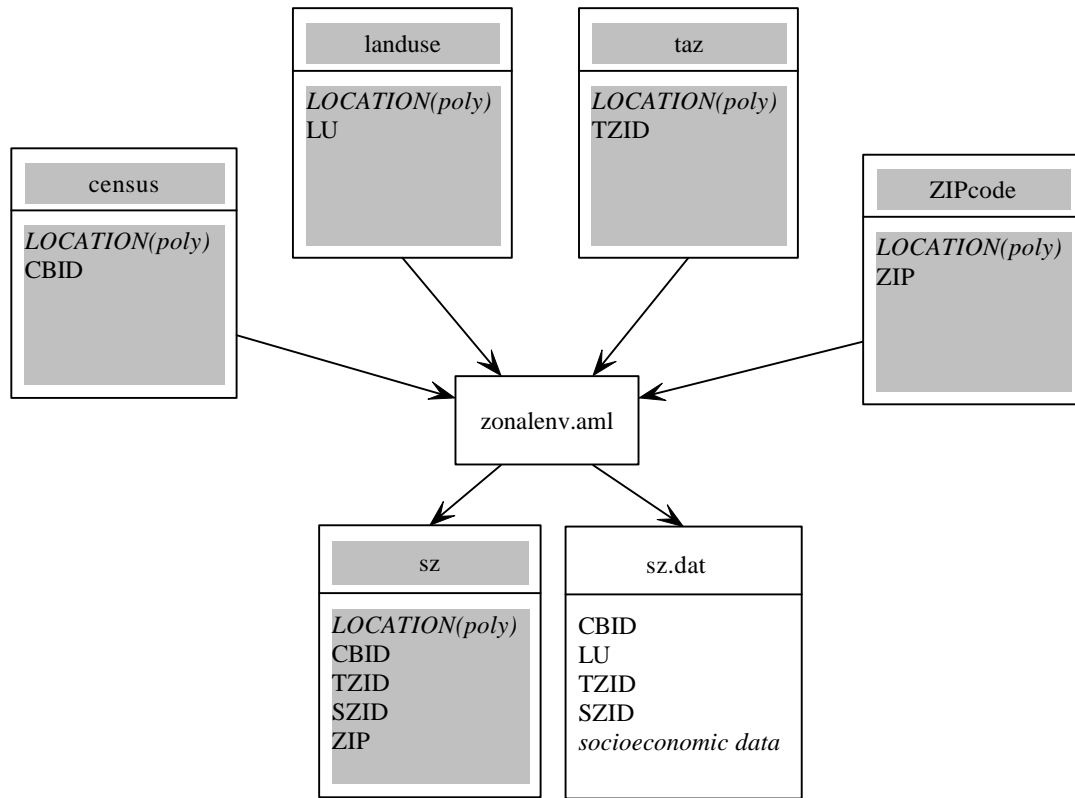 landuse
LOCATION(poly)
LU
taz
LOCATION(poly)
TZID
census
LOCATION(poly)
CBID
ZIPcode
LOCATION(poly)
ZIP
zonalenv.aml
sz
LOCATION(poly)
CBID
TZID
SZID
ZIP
sz.dat
CBID
LU
TZID
SZID
socioeconomic data